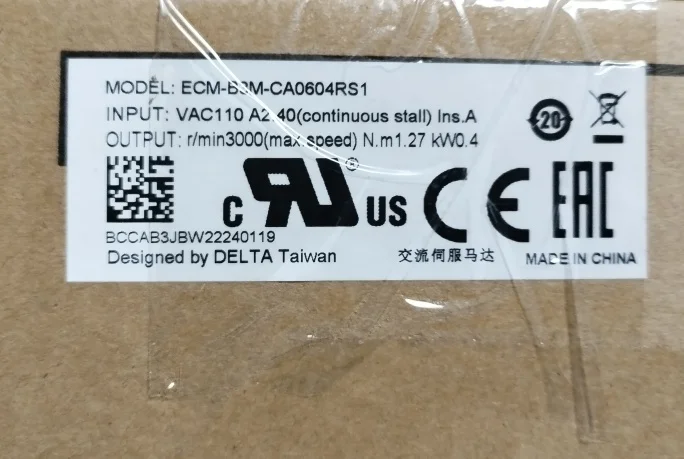 MODEL: ECM-B3M-CA0604RS1
INPUT: VAC110 A2.40(continuous stall) Ins.A
OUTPUT: r/min3000(max.speed) N.m1.27 kW0.4
20
c RU ® US CE EAC
BCCAB3JBW22240119
Designed by DELTA Taiwan
交流伺服马达
MADE IN CHINA